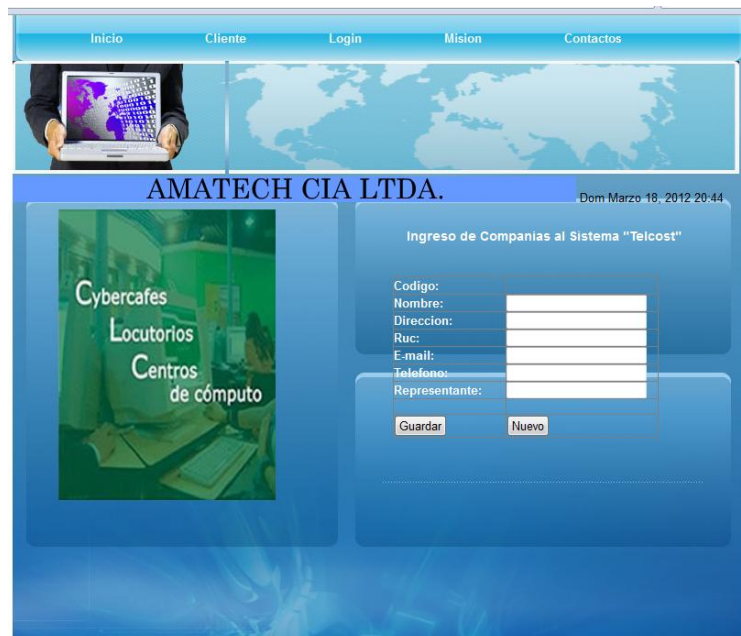 Inicio Cliente Login Mision Contactos
AMATECH CIA LTDA.
Dom Marzo 18, 2012 20:44
Cybercafes
Locutorios
Centros
de cómputo
Ingreso de Companias al Sistema "Telcost"
Codigo:
Nombre:
Direccion:
Ruc:
E-mail:
Telefono:
Representante:
Guardar Nuevo